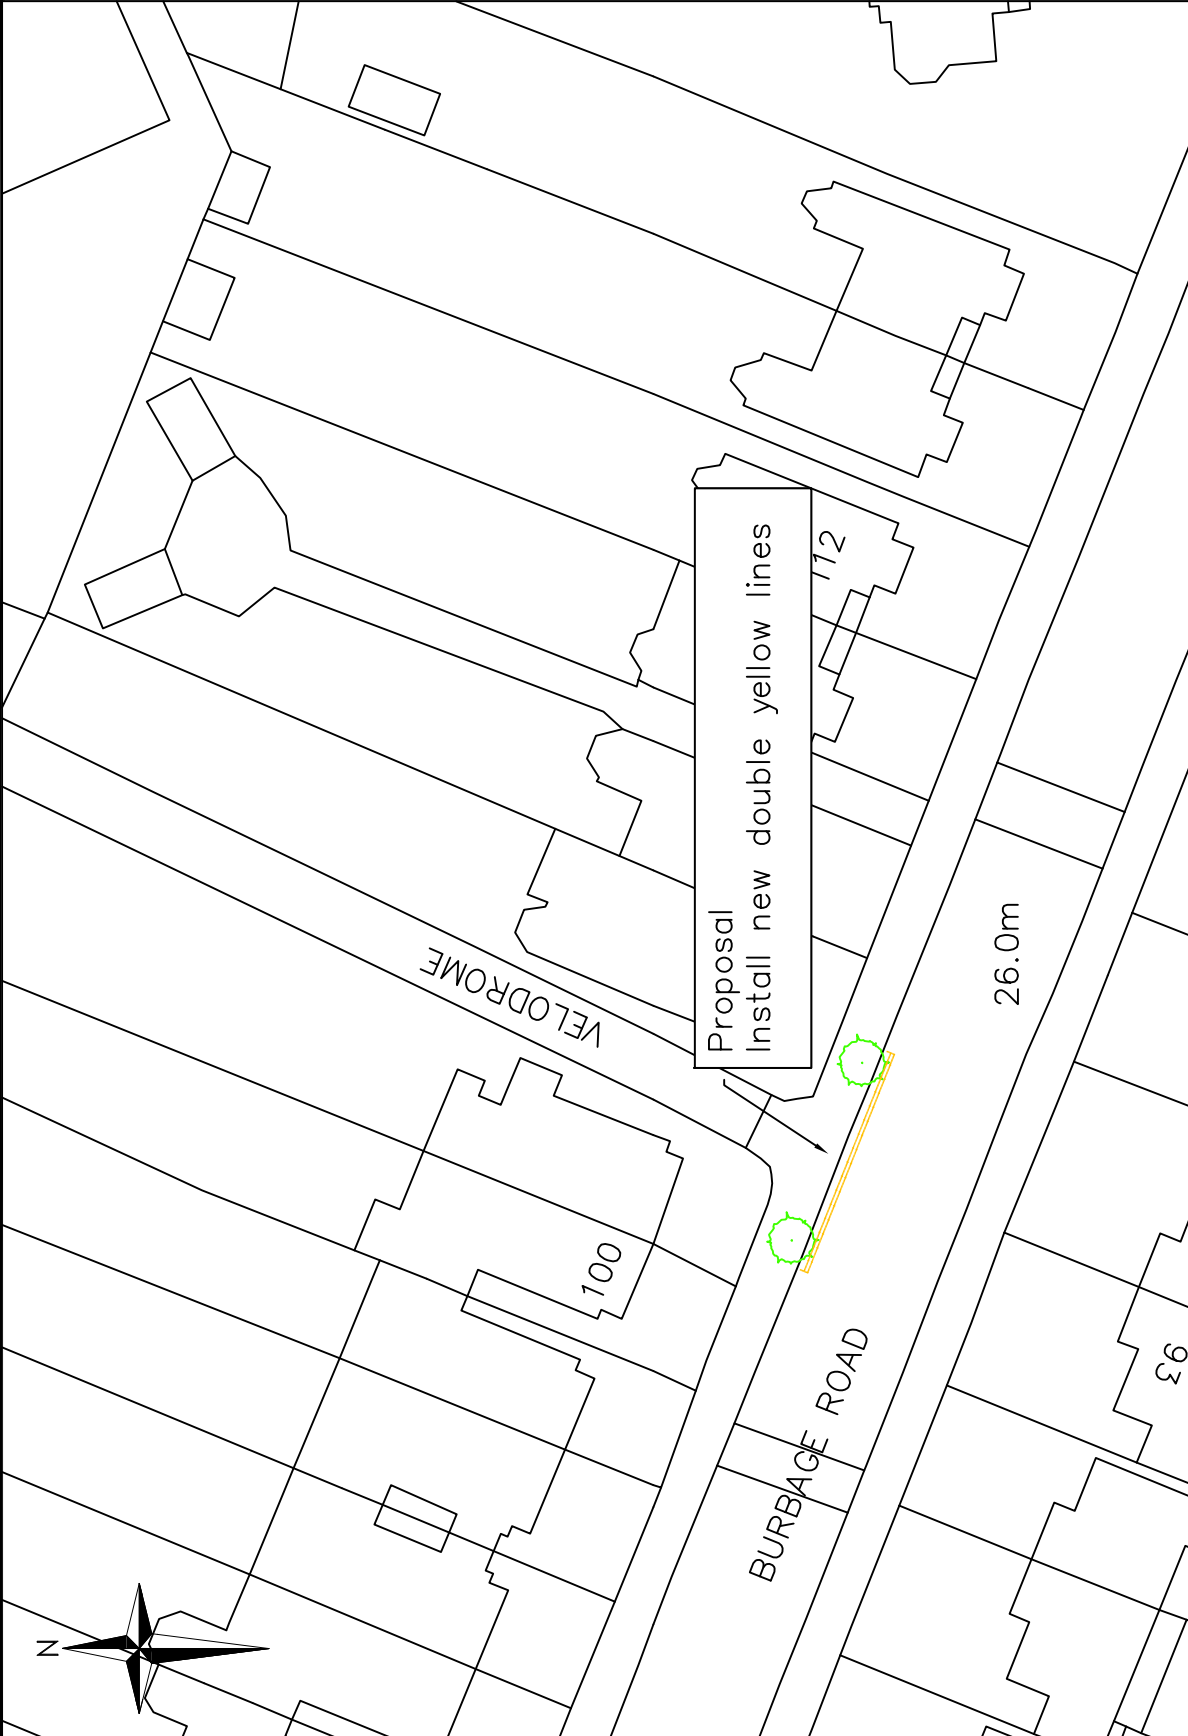 Proposal
Install new double yellow lines
112
VELODROME
26.0m
100
BURBAGE ROAD
93
N